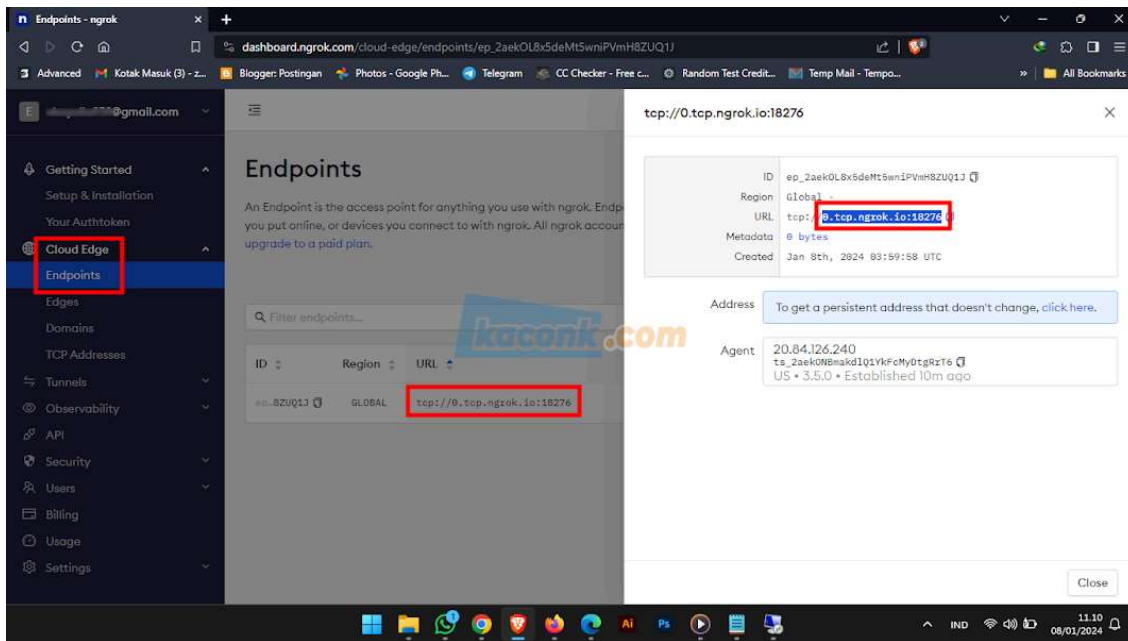 Endpoints - ngrok
dashboard.ngrok.com/cloud-edge/endpoints/ep_2aekOL8x5deMt5wniPVmH8ZUQ1J
Advanced
Kotak Masuk (3) - z...
Blogger: Postingan
Photos - Google Ph...
Telegram
CC Checker - Free c...
Random Test Credit...
Temp Mail - Tempo...
»
All Bookmarks
E
@gmail.com
Getting Started
Setup & Installation
Your Authtoken
Cloud Edge
Endpoints
Edges
Domains
TCP Addresses
Tunnels
Observability
API
Security
Users
Billing
Usage
Settings
Endpoints
An Endpoint is the access point for anything you use with ngrok. Endp
you put online, or devices you connect to with ngrok. All ngrok accoun
upgrade to a paid plan.
Filter endpoints...
ID Region URL
ep_…8ZUQ1J GLOBAL tcp://0.tcp.ngrok.io:18276
kaconk.com
tcp://0.tcp.ngrok.io:18276
ID ep_2aekOL8x5deMt5wniPVmH8ZUQ1J
Region Global -
URL tcp://0.tcp.ngrok.io:18276
Metadata 0 bytes
Created Jan 8th, 2024 03:59:58 UTC
Address To get a persistent address that doesn't change, click here.
Agent 20.84.126.240
ts_2aekONBmakdlQ1YkFcMyDtgRzT6
US • 3.5.0 • Established 10m ago
Close
Ai
Ps
IND
11.10
08/01/2024